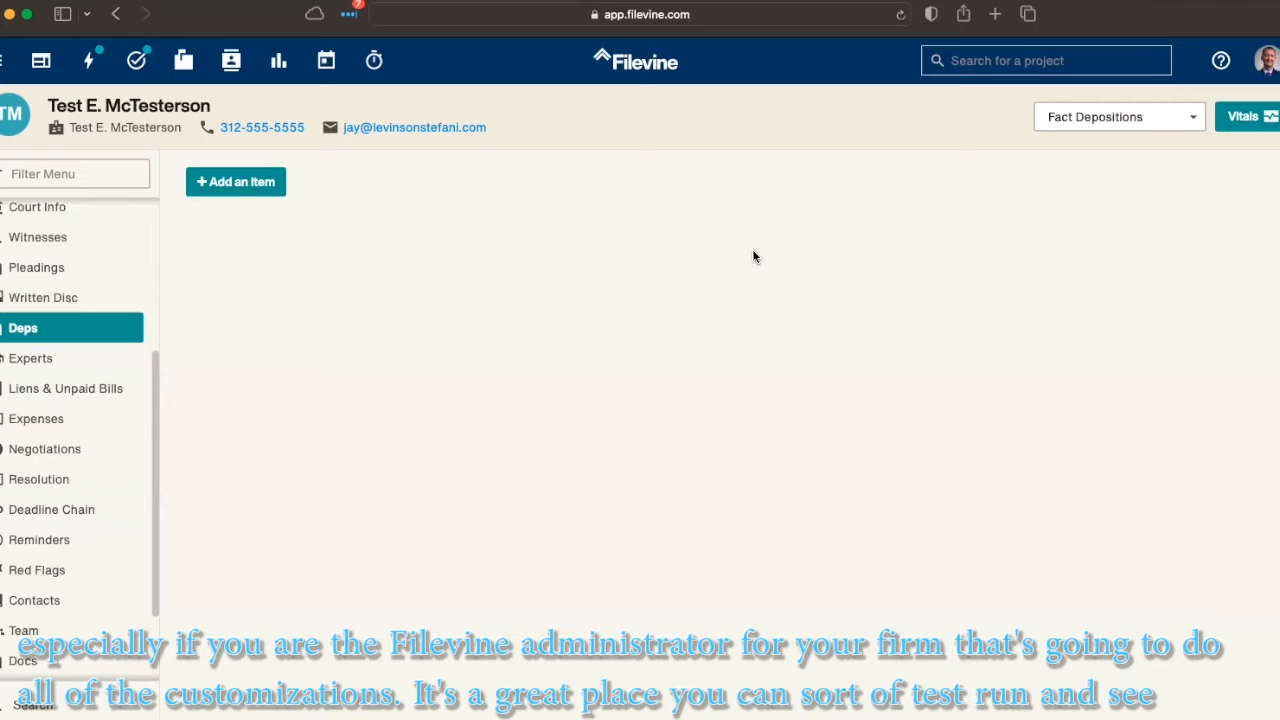 7
app.filevine.com
Filevine
Search for a project
TM
Test E. McTesterson
Test E. McTesterson
312-555-5555
jay@levinsonstefani.com
Fact Depositions
Vitals
Filter Menu
+ Add an Item
Court Info
Witnesses
Pleadings
Written Disc
Deps
Experts
Liens & Unpaid Bills
Expenses
Negotiations
Resolution
Deadline Chain
Reminders
Red Flags
Contacts
Team
Docs
Search
especially if you are the Filevine administrator for your firm that's going to do
all of the customizations. It's a great place you can sort of test run and see